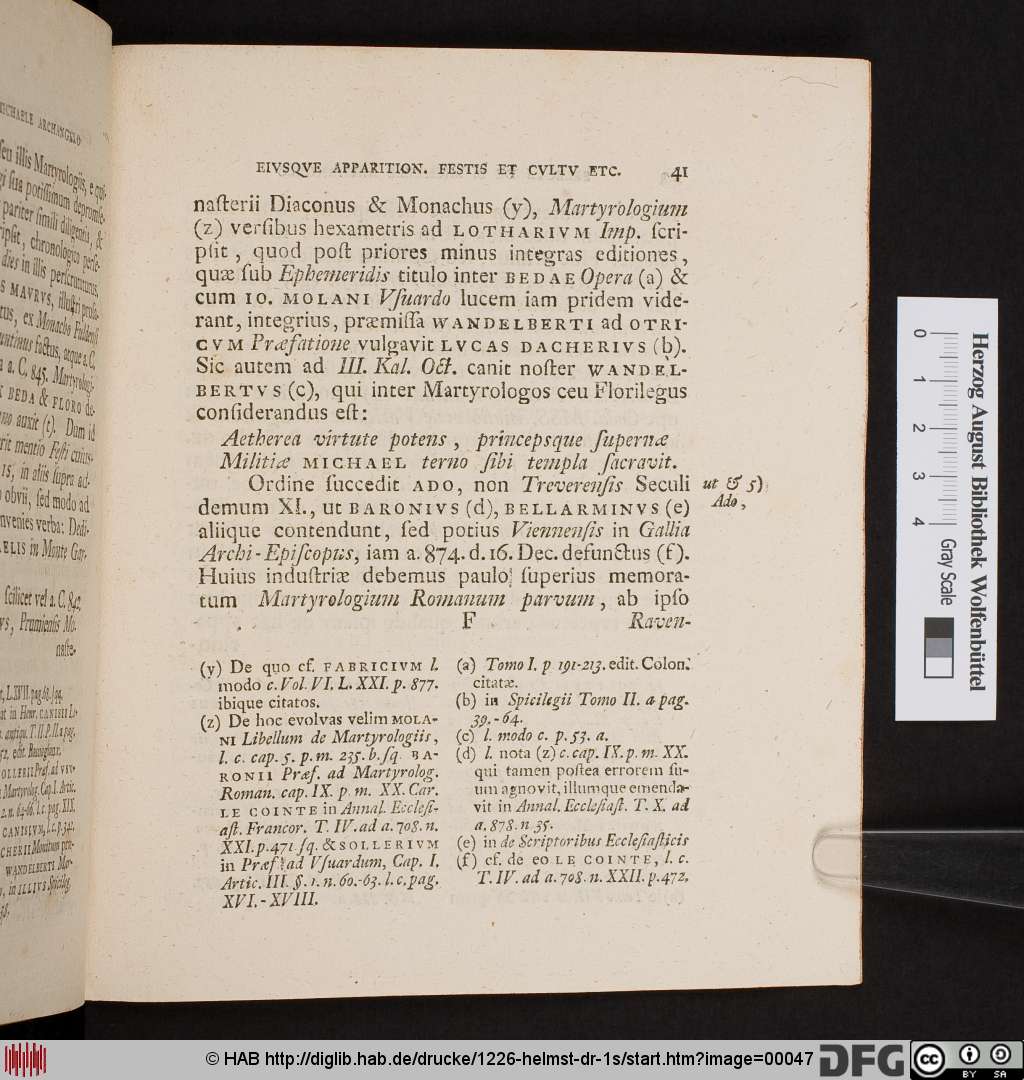 EIVSQVE APPARITION. FESTIS ET CVLTV ETC. 41
naſterii Diaconus & Monachus (y), Martyrologium
(z) verſibus hexametris ad LOTHARIVM Imp. ſcri-
pſit, quod poſt priores minus integras editiones,
quæ ſub Ephemeridis titulo inter BEDAE Opera (a) &
cum IO. MOLANI Vſuardo lucem iam pridem vide-
rant, integrius, præmiſſa WANDELBERTI ad OTRI-
CVM Præfatione vulgavit LVCAS DACHERIVS (b).
Sic autem ad III. Kal. Oct. canit noſter WANDEL-
BERTVS (c), qui inter Martyrologos ceu Florilegus
conſiderandus eſt:
Aetherea virtute potens, princepsque ſupernæ
Militiæ MICHAEL terno ſibi templa ſacravit.
Ordine ſuccedit ADO, non Treverenſis Seculi
demum XI., ut BARONIVS (d), BELLARMINVS (e)
aliique contendunt, ſed potius Viennenſis in Gallia
Archi-Epiſcopus, iam a. 874. d. 16. Dec. defunctus (f).
Huius induſtriæ debemus paulo ſuperius memora-
tum Martyrologium Romanum parvum, ab ipſo
F Raven-
ut & 5)
Ado,
(y) De quo cf. FABRICIVM l.
modo c. Vol. VI. L. XXI. p. 877.
ibique citatos.
(z) De hoc evolvas velim MOLA-
NI Libellum de Martyrologiis,
l. c. cap. 5. p. m. 235. b. ſq. BA-
RONII Præf. ad Martyrolog.
Roman. cap. IX. p. m. XX. Car.
LE COINTE in Annal. Eccleſi-
aſt. Francor. T. IV. ad a. 708. n.
XXI. p. 471 ſq. & SOLLERIVM
in Præf. ad Vſuardum, Cap. I.
Artic. III. §. 1. n. 60.-63. l. c. pag.
XVI.-XVIII.
(a) Tomo I. p 191-213. edit. Colon.
citatæ.
(b) in Spicilegii Tomo II. a pag.
39.-64.
(c) l. modo c. p. 53. a.
(d) l. nota (z) c. cap. IX. p. m. XX.
qui tamen poſtea errorem ſu-
um agnovit, illumque emenda-
vit in Annal. Eccleſiaſt. T. X. ad
a. 878. n 35.
(e) in de Scriptoribus Eccleſiaſticis
(f) cf. de eo LE COINTE, l. c.
T. IV. ad a. 708. n. XXII. p. 472.
0 1 2 3 4 Gray Scale
Herzog August Bibliothek Wolfenbüttel
© HAB http://diglib.hab.de/drucke/1226-helmst-dr-1s/start.htm?image=00047
DFG
cc BY SA